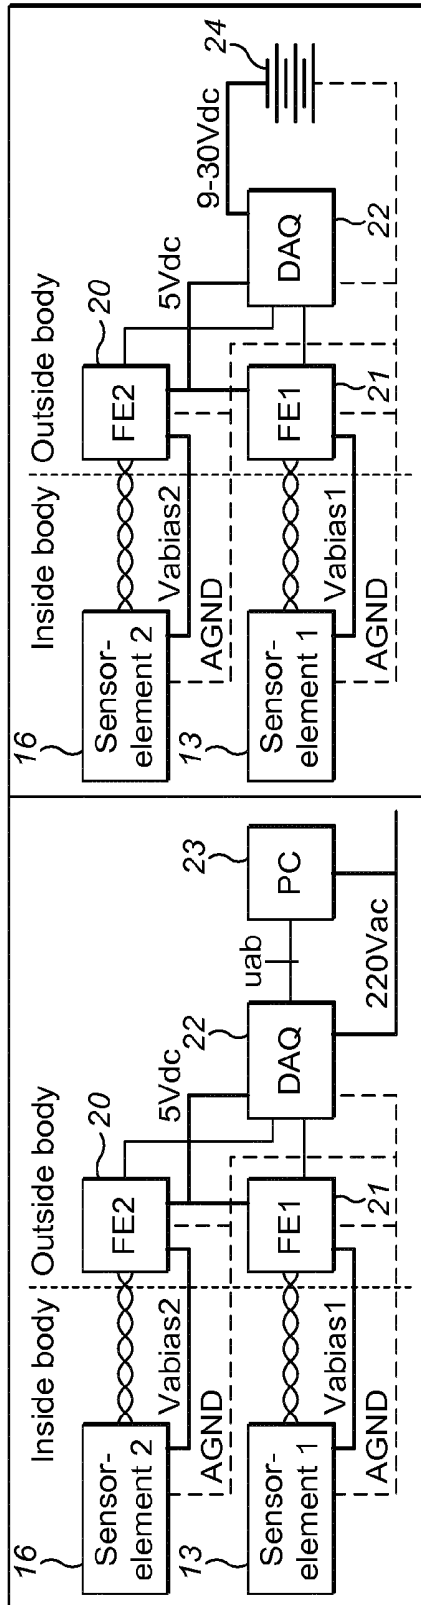 Inside body
Outside body
16
Sensor-
element 2
Vabias2
AGND
20
FE2
5Vdc
13
Sensor-
element 1
Vabias1
AGND
FE1
21
22
DAQ
uab
23
PC
220Vac
Inside body
Outside body
16
Sensor-
element 2
Vabias2
AGND
20
FE2
5Vdc
13
Sensor-
element 1
Vabias1
AGND
FE1
21
DAQ
22
9-30Vdc
24